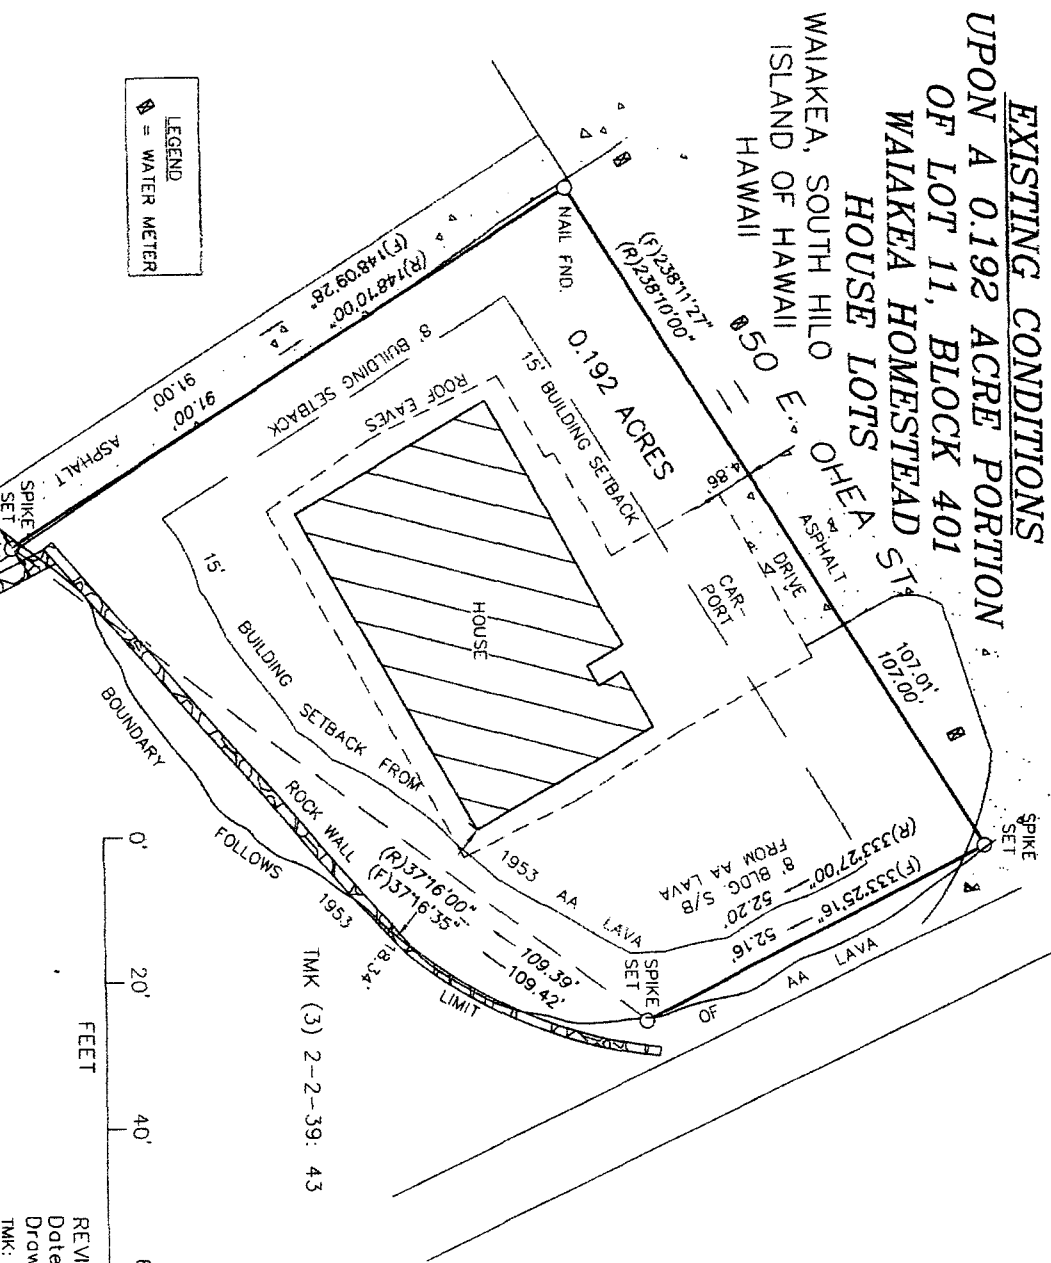 EXISTING CONDITIONS
UPON A 0.192 ACRE PORTION
OF LOT 11, BLOCK 401
WAIAKEA HOMESTEAD
HOUSE LOTS
WAIAKEA, SOUTH HILO
ISLAND OF HAWAII
HAWAII
50 E. OHEA ST.
LEGEND
= WATER METER
NAIL FND.
(F)238°11'27"
(R)238°10'00"
107.01'
107.00'
0.192 ACRES
15' BUILDING SETBACK
4.86'
ASPHALT
DRIVE
CAR-
PORT
SPIKE
SET
(R)148°10'00"
(F)148°09'28"
91.00'
91.00'
ASPHALT
8' BUILDING SETBACK
ROOF EAVES
HOUSE
SPIKE
SET
15' BUILDING SETBACK FROM 1953 AA LAVA
(R)333°27'00" — 52.20'
(F)333°25'16" — 52.16'
8' BLDG. S/B
FROM AA LAVA
ROCK WALL
(R)37°16'00" 109.39'
(F)37°16'35" 109.42'
SPIKE
SET
8.34'
BOUNDARY FOLLOWS 1953 LIMIT OF AA LAVA
TMK (3) 2-2-39: 43
0' 20' 40'
FEET
REVI
Date
Draw
TMK: